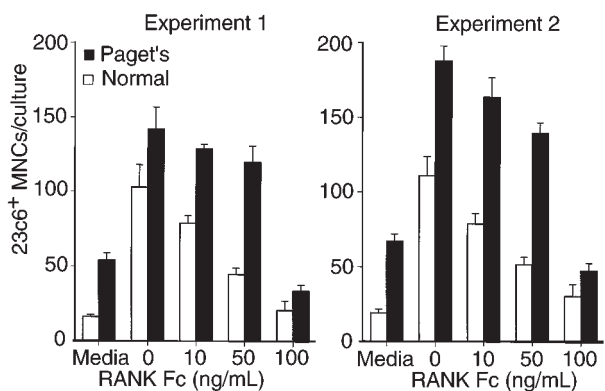 Experiment 1
Experiment 2
200
150
100
50
0
23c6+ MNCs/culture
Paget's
Normal
Media 0 10 50 100
RANK Fc (ng/mL)
200
150
100
50
0
Media 0 10 50 100
RANK Fc (ng/mL)